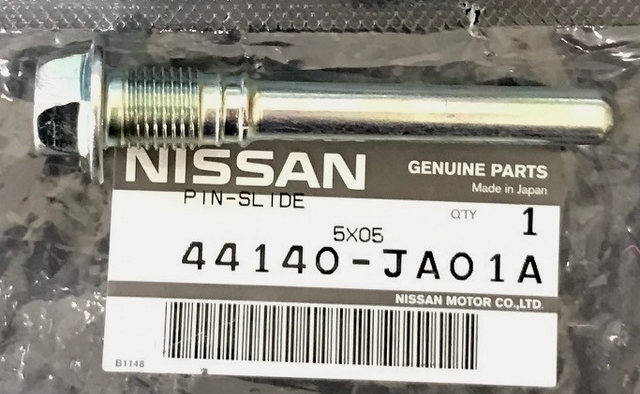 NISSAN GENUINE PARTS
Made in Japan
PIN-SLIDE
QTY 1
5X05
44140-JA01A
NISSAN MOTOR CO.,LTD.
B1148